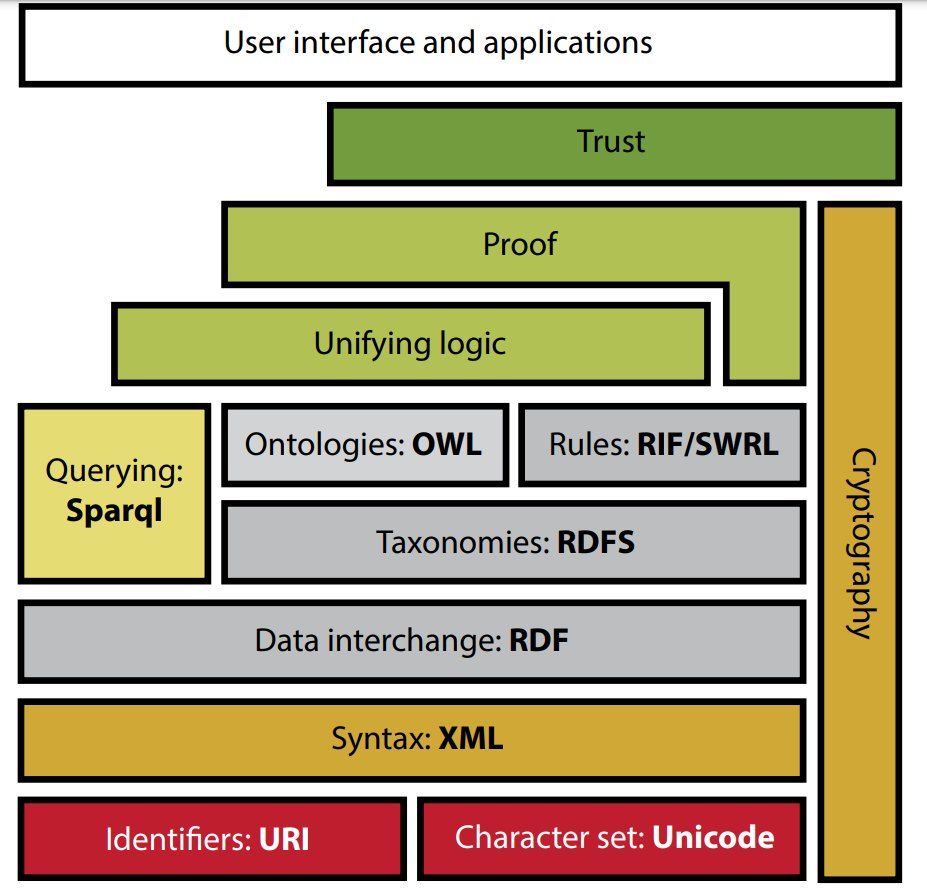 User interface and applications
Trust
Proof
Unifying logic
Querying:
Sparql
Ontologies: OWL
Rules: RIF/SWRL
Taxonomies: RDFS
Cryptography
Data interchange: RDF
Syntax: XML
Identifiers: URI
Character set: Unicode